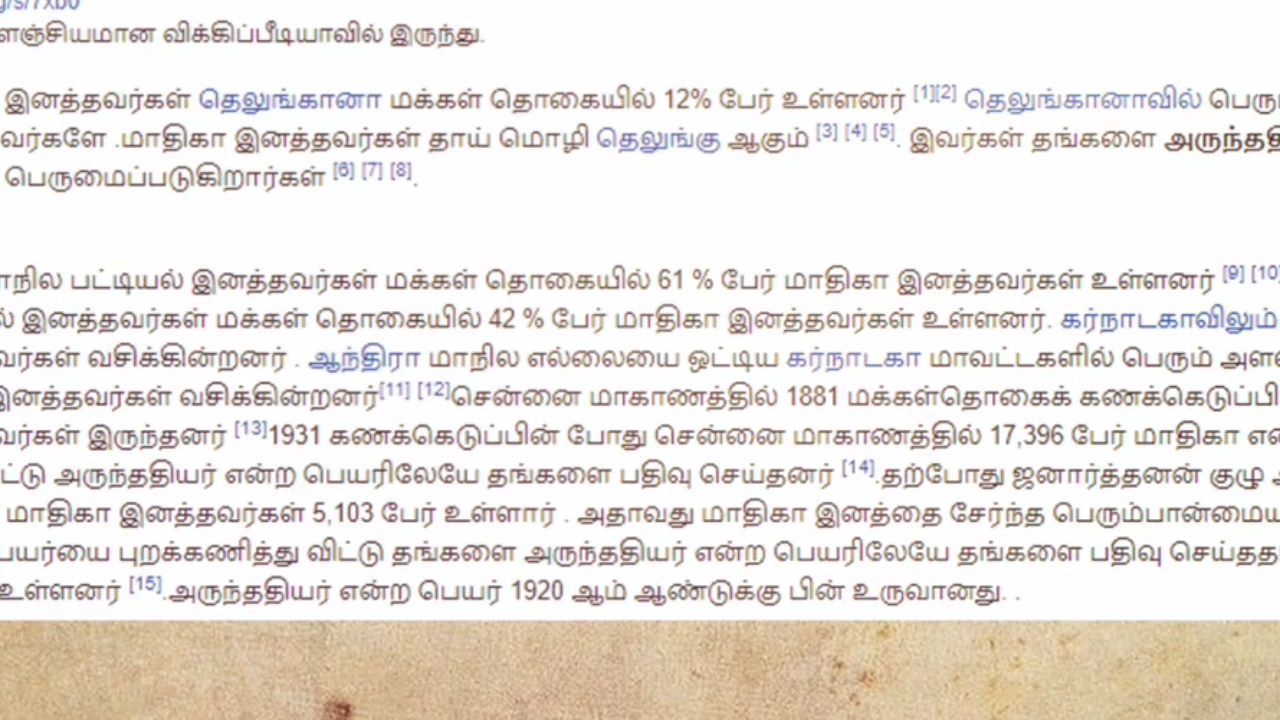 g/s/7xb0
ளஞ்சியமான விக்கிப்பீடியாவில் இருந்து.
இனத்தவர்கள் தெலுங்கானா மக்கள் தொகையில் 12% பேர் உள்ளனர் [1][2] தெலுங்கானாவில் பெரு
வர்களே .மாதிகா இனத்தவர்கள் தாய் மொழி தெலுங்கு ஆகும் [3] [4] [5]. இவர்கள் தங்களை அருந்ததி
பெருமைப்படுகிறார்கள் [6] [7] [8].
ாநில பட்டியல் இனத்தவர்கள் மக்கள் தொகையில் 61 % பேர் மாதிகா இனத்தவர்கள் உள்ளனர் [9] [10]
ல் இனத்தவர்கள் மக்கள் தொகையில் 42 % பேர் மாதிகா இனத்தவர்கள் உள்ளனர். கர்நாடகாவிலும்
வர்கள் வசிக்கின்றனர் . ஆந்திரா மாநில எல்லையை ஒட்டிய கர்நாடகா மாவட்டகளில் பெரும் அள
இனத்தவர்கள் வசிக்கின்றனர்[11] [12]சென்னை மாகாணத்தில் 1881 மக்கள்தொகைக் கணக்கெடுப்பி
வர்கள் இருந்தனர் [13]1931 கணக்கெடுப்பின் போது சென்னை மாகாணத்தில் 17,396 பேர் மாதிகா என
ட்டு அருந்ததியர் என்ற பெயரிலேயே தங்களை பதிவு செய்தனர் [14].தற்போது ஜனார்த்தனன் குழு
மாதிகா இனத்தவர்கள் 5,103 பேர் உள்ளார் . அதாவது மாதிகா இனத்தை சேர்ந்த பெரும்பான்மைய
பெயர்யை புறக்கணித்து விட்டு தங்களை அருந்ததியர் என்ற பெயரிலேயே தங்களை பதிவு செய்தத
உள்ளனர் [15].அருந்ததியர் என்ற பெயர் 1920 ஆம் ஆண்டுக்கு பின் உருவானது. .